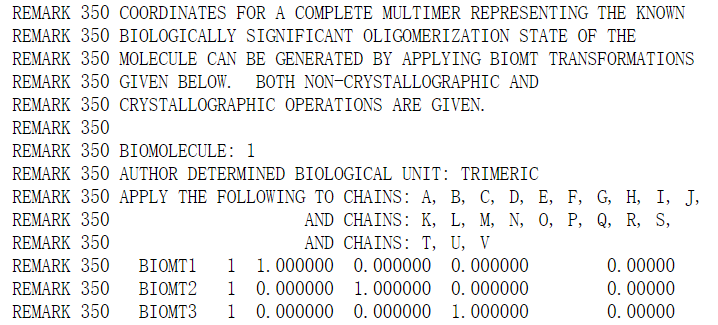 REMARK 350 COORDINATES FOR A COMPLETE MULTIMER REPRESENTING THE KNOWN
REMARK 350 BIOLOGICALLY SIGNIFICANT OLIGOMERIZATION STATE OF THE
REMARK 350 MOLECULE CAN BE GENERATED BY APPLYING BIOMT TRANSFORMATIONS
REMARK 350 GIVEN BELOW.  BOTH NON-CRYSTALLOGRAPHIC AND
REMARK 350 CRYSTALLOGRAPHIC OPERATIONS ARE GIVEN.
REMARK 350
REMARK 350 BIOMOLECULE: 1
REMARK 350 AUTHOR DETERMINED BIOLOGICAL UNIT: TRIMERIC
REMARK 350 APPLY THE FOLLOWING TO CHAINS: A, B, C, D, E, F, G, H, I, J,
REMARK 350                    AND CHAINS: K, L, M, N, O, P, Q, R, S,
REMARK 350                    AND CHAINS: T, U, V
REMARK 350   BIOMT1   1  1.000000  0.000000  0.000000        0.00000
REMARK 350   BIOMT2   1  0.000000  1.000000  0.000000        0.00000
REMARK 350   BIOMT3   1  0.000000  0.000000  1.000000        0.00000